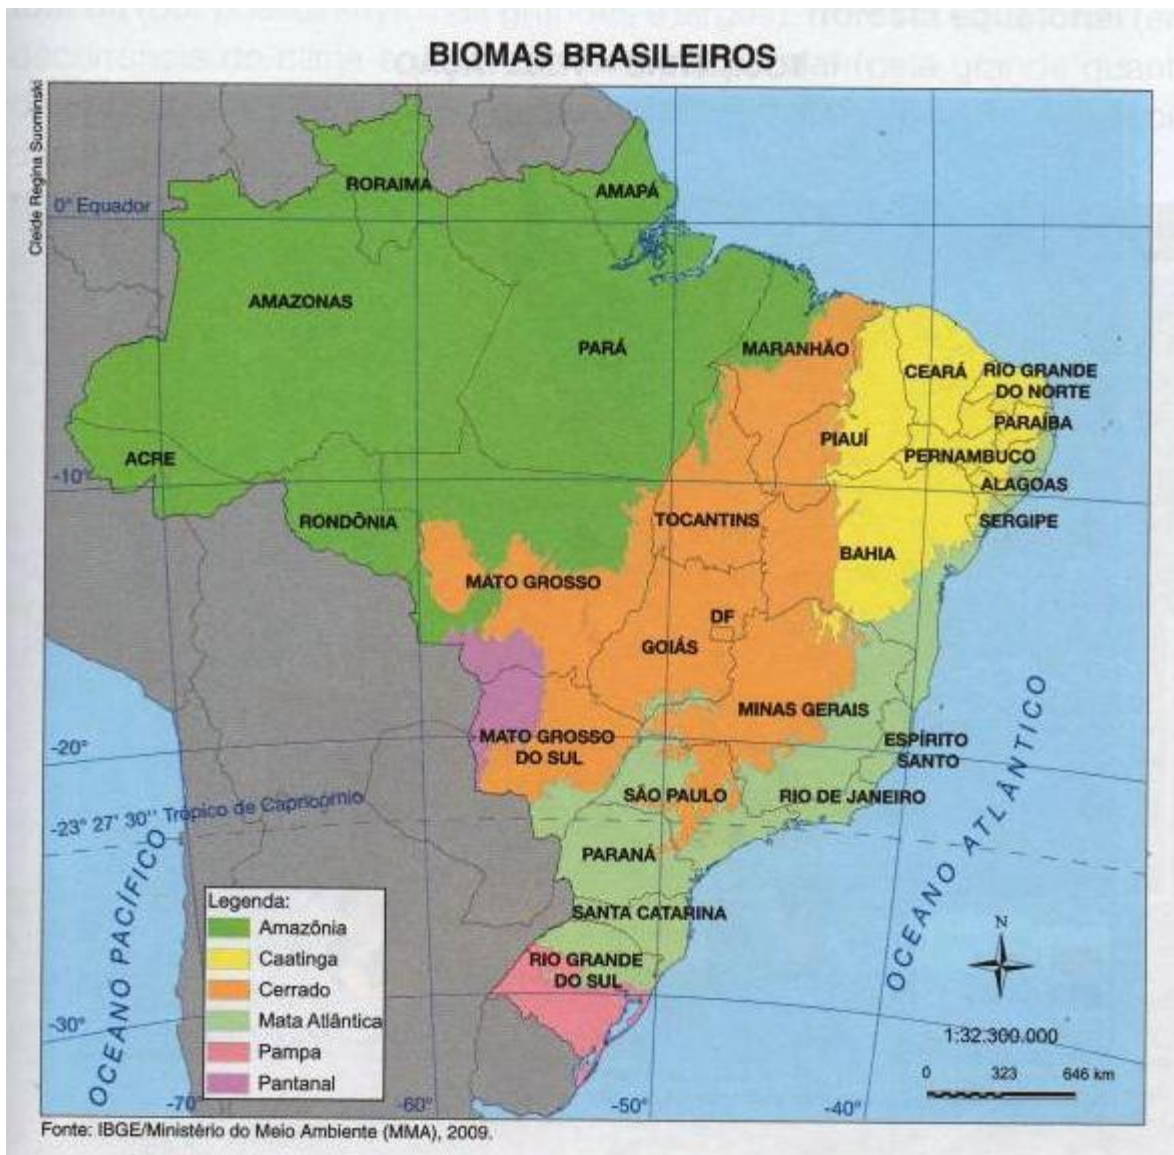 BIOMAS BRASILEIROS
Cleide Regina Suominski
RORAIMA
AMAPÁ
0° Equador
AMAZONAS
PARÁ
MARANHÃO
CEARÁ
RIO GRANDE
DO NORTE
PARAÍBA
PIAUÍ
PERNAMBUCO
ACRE
-10°
ALAGOAS
RONDÔNIA
TOCANTINS
SERGIPE
BAHIA
MATO GROSSO
DF
GOIÁS
MINAS GERAIS
-20°
MATO GROSSO
DO SUL
ESPÍRITO
SANTO
SÃO PAULO
RIO DE JANEIRO
-23° 27' 30'' Trópico de Capricórnio
PARANÁ
OCEANO PACÍFICO
OCEANO ATLÂNTICO
SANTA CATARINA
RIO GRANDE
DO SUL
Legenda:
Amazônia
Caatinga
Cerrado
Mata Atlântica
Pampa
Pantanal
N
-30°
1:32.300.000
0 323 646 km
-70° -60° -50° -40°
Fonte: IBGE/Ministério do Meio Ambiente (MMA), 2009.